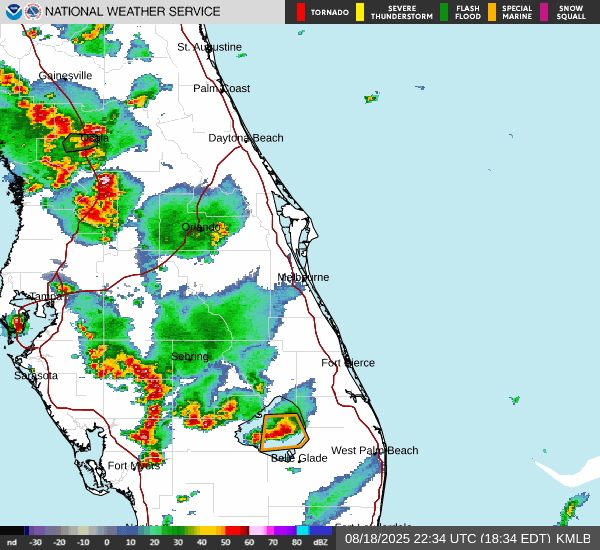 NATIONAL WEATHER SERVICE
TORNADO
SEVERE THUNDERSTORM
FLASH FLOOD
SPECIAL MARINE
SNOW SQUALL
St. Augustine
Gainesville
Palm Coast
Ocala
Daytona Beach
Orlando
Melbourne
Tampa
Sebring
Fort Pierce
Sarasota
West Palm Beach
Belle Glade
Fort Myers
nd -30 -20 -10 0 10 20 30 40 50 60 70 80 dBZ
08/18/2025 22:34 UTC (18:34 EDT) KMLB